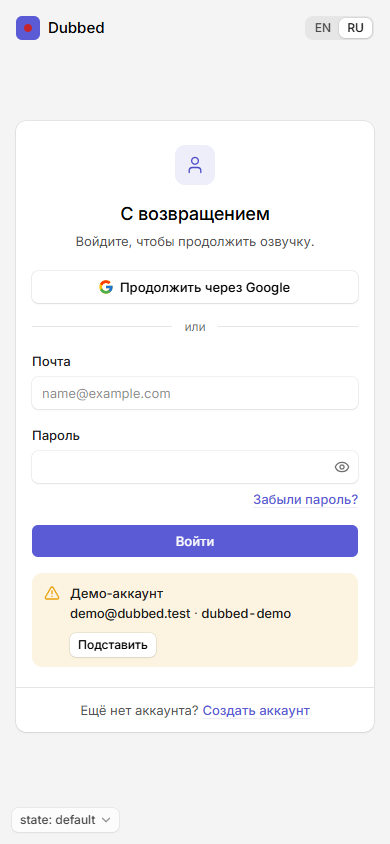 Dubbed
EN RU
С возвращением
Войдите, чтобы продолжить озвучку.
Продолжить через Google
или
Почта
name@example.com
Пароль
Забыли пароль?
Войти
Демо-аккаунт
demo@dubbed.test · dubbed-demo
Подставить
Ещё нет аккаунта? Создать аккаунт
state: default